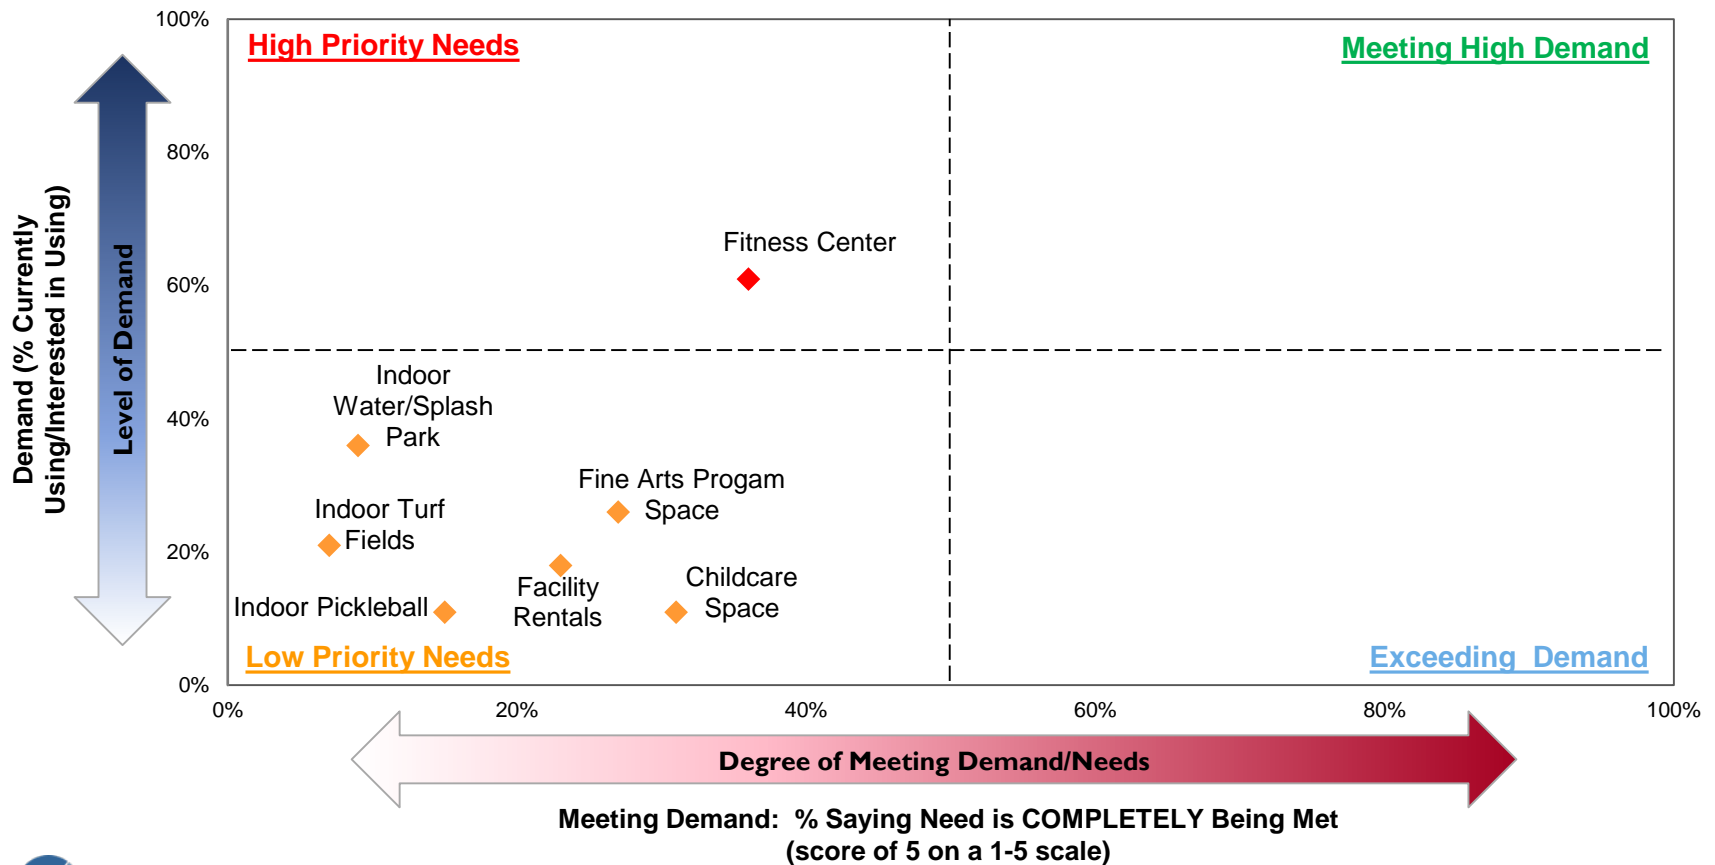 100%
High Priority Needs
Meeting High Demand
80%
Fitness Center
60%
Demand (% Currently
Using/Interested in Using)
Level of Demand
Indoor
Water/Splash
Park
40%
Fine Arts Progam
Space
Indoor Turf
Fields
20%
Facility
Rentals
Childcare
Space
Indoor Pickleball
Low Priority Needs
Exceeding Demand
0%
0%
20%
40%
60%
80%
100%
Degree of Meeting Demand/Needs
Meeting Demand: % Saying Need is COMPLETELY Being Met
(score of 5 on a 1-5 scale)